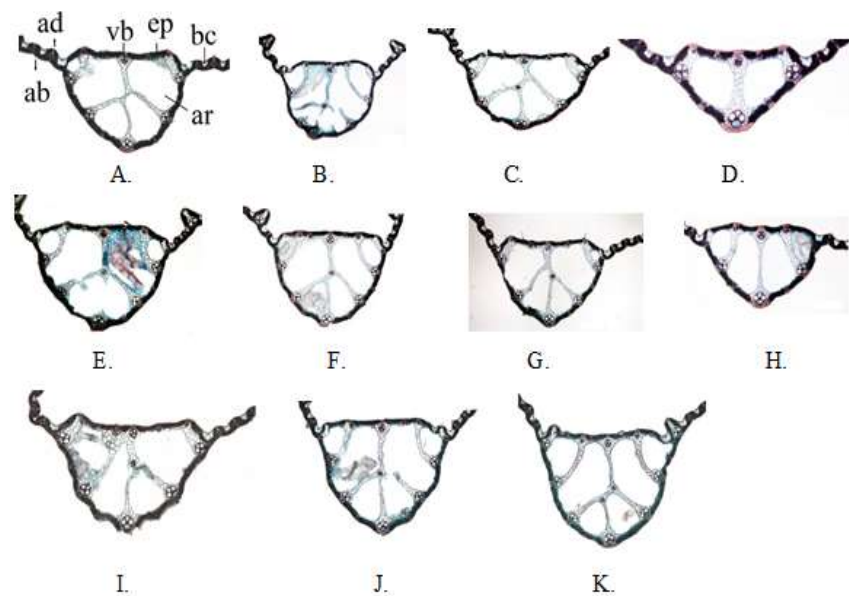 ad vb ep bc
ab ar
A. B. C. D.
E. F. G. H.
I. J. K.